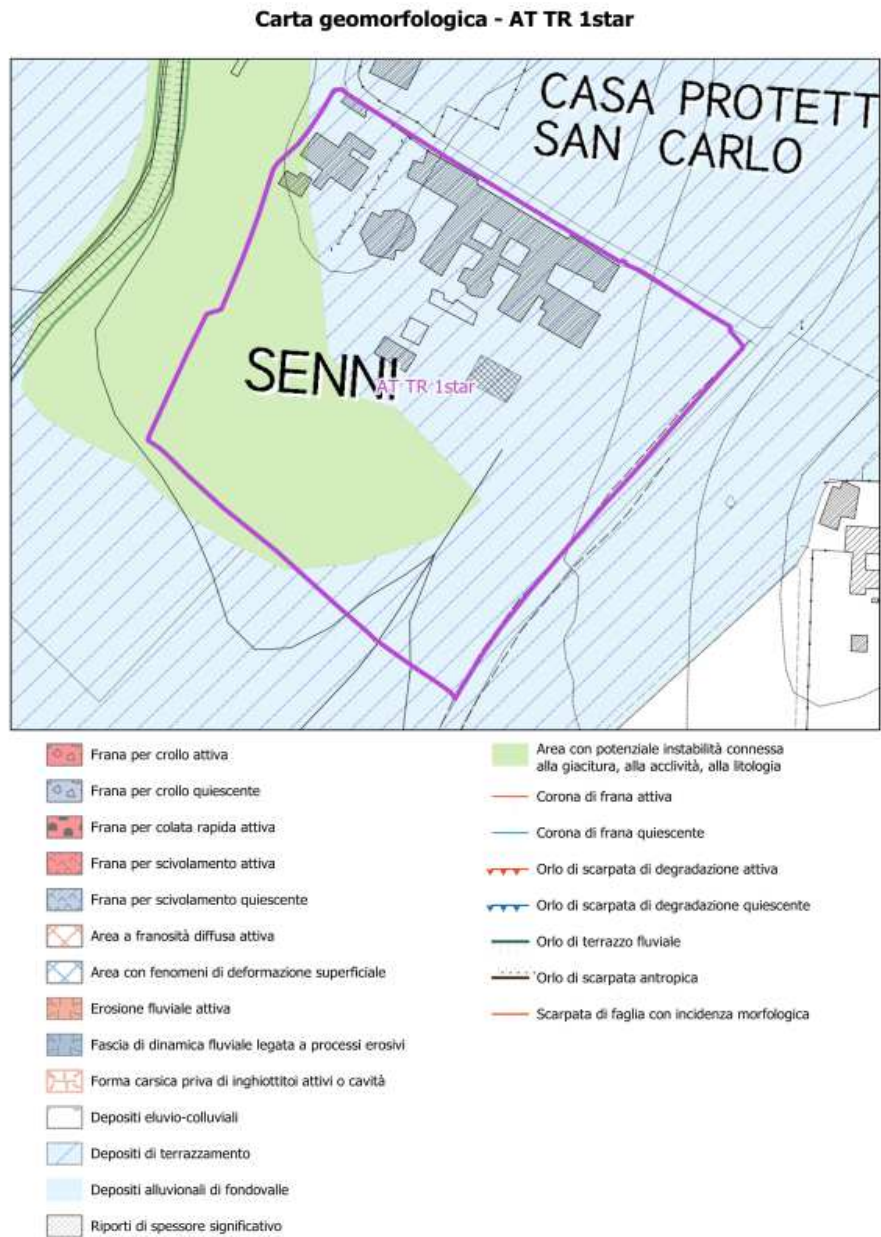 Carta geomorfologica - AT TR 1star
CASA PROTETT
SAN CARLO
SENNI
AT TR 1star
Frana per crollo attiva
Frana per crollo quiescente
Frana per colata rapida attiva
Frana per scivolamento attiva
Frana per scivolamento quiescente
Area a franosità diffusa attiva
Area con fenomeni di deformazione superficiale
Erosione fluviale attiva
Fascia di dinamica fluviale legata a processi erosivi
Forma carsica priva di inghiottitoi attivi o cavità
Depositi eluvio-colluviali
Depositi di terrazzamento
Depositi alluvionali di fondovalle
Riporti di spessore significativo
Area con potenziale instabilità connessa
alla giacitura, alla acclività, alla litologia
Corona di frana attiva
Corona di frana quiescente
Orlo di scarpata di degradazione attiva
Orlo di scarpata di degradazione quiescente
Orlo di terrazzo fluviale
Orlo di scarpata antropica
Scarpata di faglia con incidenza morfologica